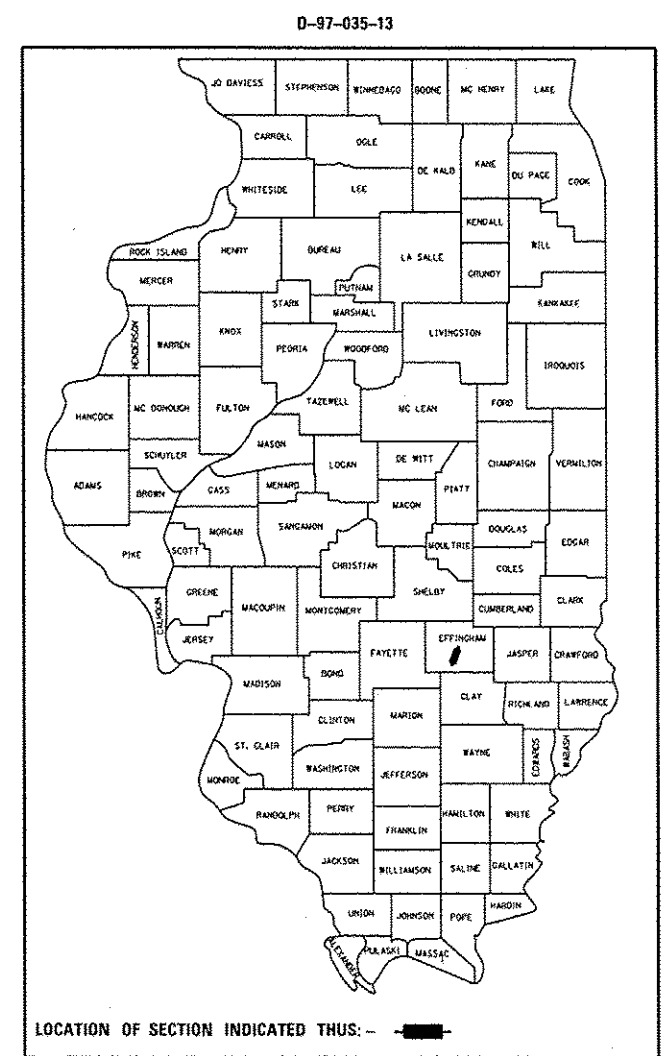 D-97-035-13
JO DAVIESS STEPHENSON WINNEBAGO BOONE MC HENRY LAKE
CARROLL OGLE DE KALB KANE DU PAGE COOK
WHITESIDE LEE KENDALL WILL
ROCK ISLAND HENRY BUREAU LA SALLE GRUNDY
MERCER STARK PUTNAM KANKAKEE
HENDERSON WARREN KNOX MARSHALL LIVINGSTON
PEORIA WOODFORD IROQUOIS
HANCOCK MC DONOUGH FULTON TAZEWELL MC LEAN FORD
SCHUYLER MASON LOGAN DE WITT CHAMPAIGN VERMILION
ADAMS BROWN CASS MENARD PIATT
MORGAN SANGAMON MACON DOUGLAS
PIKE SCOTT CHRISTIAN MOULTRIE EDGAR
COLES
CALHOUN GREENE MACOUPIN MONTGOMERY SHELBY CUMBERLAND CLARK
JERSEY FAYETTE EFFINGHAM JASPER CRAWFORD
MADISON BOND
CLAY RICHLAND LAWRENCE
CLINTON MARION
ST. CLAIR WAYNE EDWARDS WABASH
MONROE WASHINGTON JEFFERSON
RANDOLPH PERRY HAMILTON WHITE
FRANKLIN
JACKSON WILLIAMSON SALINE GALLATIN
UNION JOHNSON POPE HARDIN
ALEXANDER PULASKI MASSAC
LOCATION OF SECTION INDICATED THUS: -